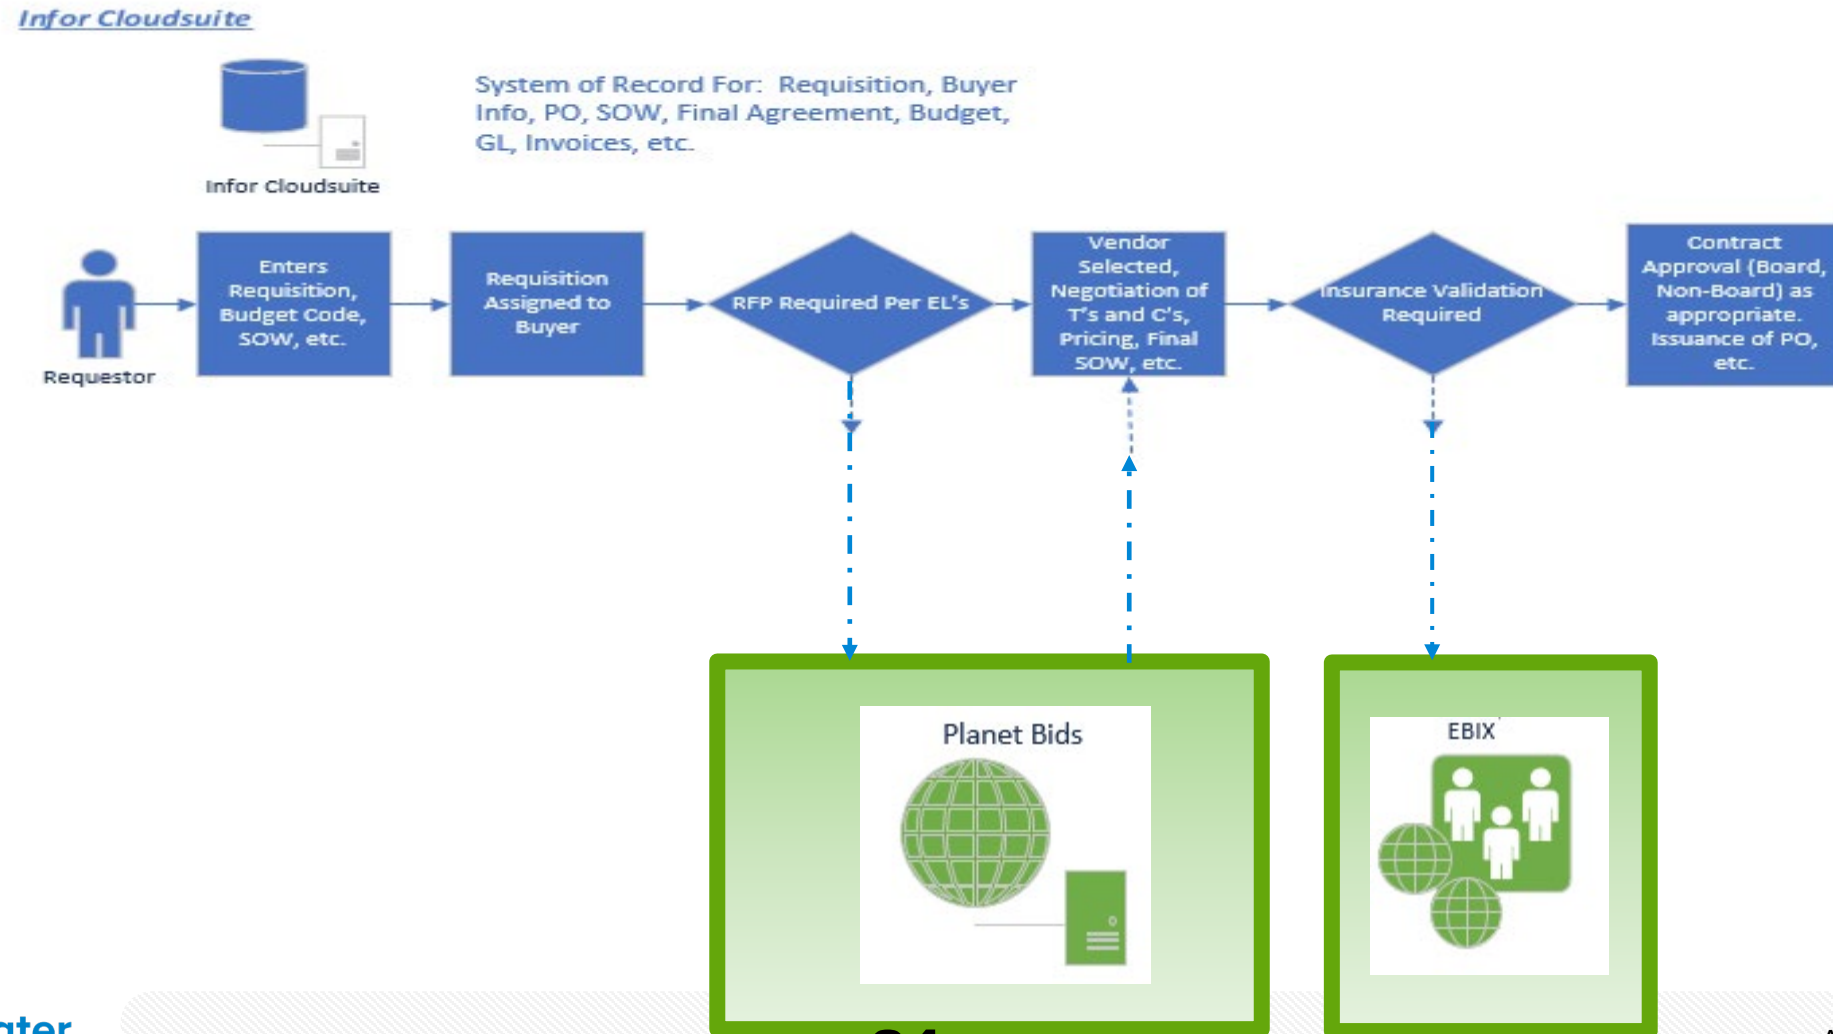 Infor Cloudsuite
System of Record For: Requisition, Buyer
Info, PO, SOW, Final Agreement, Budget,
GL, Invoices, etc.
Infor Cloudsuite
Requestor
Enters
Requisition,
Budget Code,
SOW, etc.
Requisition
Assigned to
Buyer
RFP Required Per EL's
Vendor
Selected,
Negotiation of
T's and C's,
Pricing, Final
SOW, etc.
Insurance Validation
Required
Contract
Approval (Board,
Non-Board) as
appropriate.
Issuance of PO,
etc.
Planet Bids
EBIX